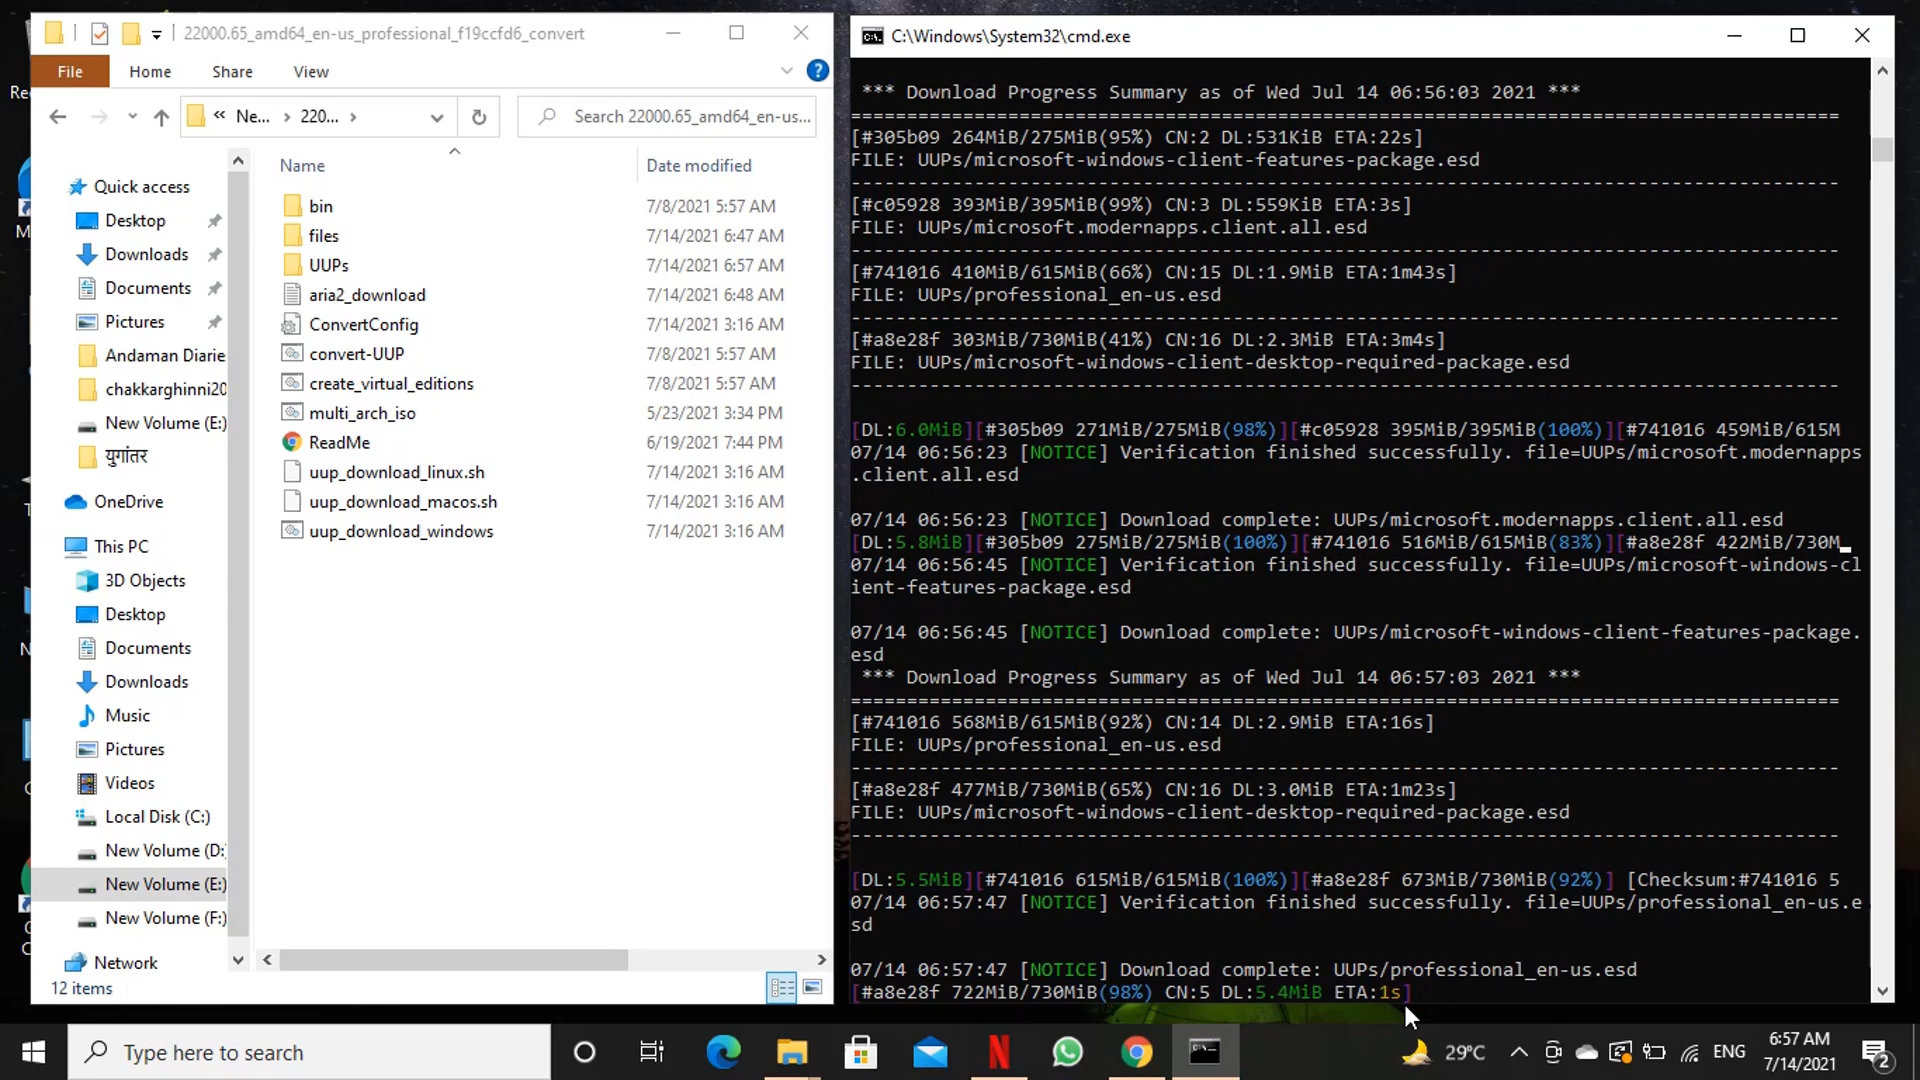 22000.65_amd64_en-us_professional_f19ccfd6_convert
File Home Share View
« Ne... › 220... ›
Search 22000.65_amd64_en-us...
Quick access
Desktop
Downloads
Documents
Pictures
Andaman Diarie
chakkarghinni20
New Volume (E:)
युगांतर
OneDrive
This PC
3D Objects
Desktop
Documents
Downloads
Music
Pictures
Videos
Local Disk (C:)
New Volume (D:
New Volume (E:)
New Volume (F:)
Network
12 items
Name Date modified
bin 7/8/2021 5:57 AM
files 7/14/2021 6:47 AM
UUPs 7/14/2021 6:57 AM
aria2_download 7/14/2021 6:48 AM
ConvertConfig 7/14/2021 3:16 AM
convert-UUP 7/8/2021 5:57 AM
create_virtual_editions 7/8/2021 5:57 AM
multi_arch_iso 5/23/2021 3:34 PM
ReadMe 6/19/2021 7:44 PM
uup_download_linux.sh 7/14/2021 3:16 AM
uup_download_macos.sh 7/14/2021 3:16 AM
uup_download_windows 7/14/2021 3:16 AM
C:\Windows\System32\cmd.exe
*** Download Progress Summary as of Wed Jul 14 06:56:03 2021 ***
[#305b09 264MiB/275MiB(95%) CN:2 DL:531KiB ETA:22s]
FILE: UUPs/microsoft-windows-client-features-package.esd
[#c05928 393MiB/395MiB(99%) CN:3 DL:559KiB ETA:3s]
FILE: UUPs/microsoft.modernapps.client.all.esd
[#741016 410MiB/615MiB(66%) CN:15 DL:1.9MiB ETA:1m43s]
FILE: UUPs/professional_en-us.esd
[#a8e28f 303MiB/730MiB(41%) CN:16 DL:2.3MiB ETA:3m4s]
FILE: UUPs/microsoft-windows-client-desktop-required-package.esd
[DL:6.0MiB][#305b09 271MiB/275MiB(98%)][#c05928 395MiB/395MiB(100%)][#741016 459MiB/615M
07/14 06:56:23 [NOTICE] Verification finished successfully. file=UUPs/microsoft.modernapps
.client.all.esd
07/14 06:56:23 [NOTICE] Download complete: UUPs/microsoft.modernapps.client.all.esd
[DL:5.8MiB][#305b09 275MiB/275MiB(100%)][#741016 516MiB/615MiB(83%)][#a8e28f 422MiB/730M
07/14 06:56:45 [NOTICE] Verification finished successfully. file=UUPs/microsoft-windows-cl
ient-features-package.esd
07/14 06:56:45 [NOTICE] Download complete: UUPs/microsoft-windows-client-features-package.
esd
*** Download Progress Summary as of Wed Jul 14 06:57:03 2021 ***
[#741016 568MiB/615MiB(92%) CN:14 DL:2.9MiB ETA:16s]
FILE: UUPs/professional_en-us.esd
[#a8e28f 477MiB/730MiB(65%) CN:16 DL:3.0MiB ETA:1m23s]
FILE: UUPs/microsoft-windows-client-desktop-required-package.esd
[DL:5.5MiB][#741016 615MiB/615MiB(100%)][#a8e28f 673MiB/730MiB(92%)] [Checksum:#741016 5
07/14 06:57:47 [NOTICE] Verification finished successfully. file=UUPs/professional_en-us.e
sd
07/14 06:57:47 [NOTICE] Download complete: UUPs/professional_en-us.esd
[#a8e28f 722MiB/730MiB(98%) CN:5 DL:5.4MiB ETA:1s]
Type here to search
29°C
ENG
6:57 AM
7/14/2021
2